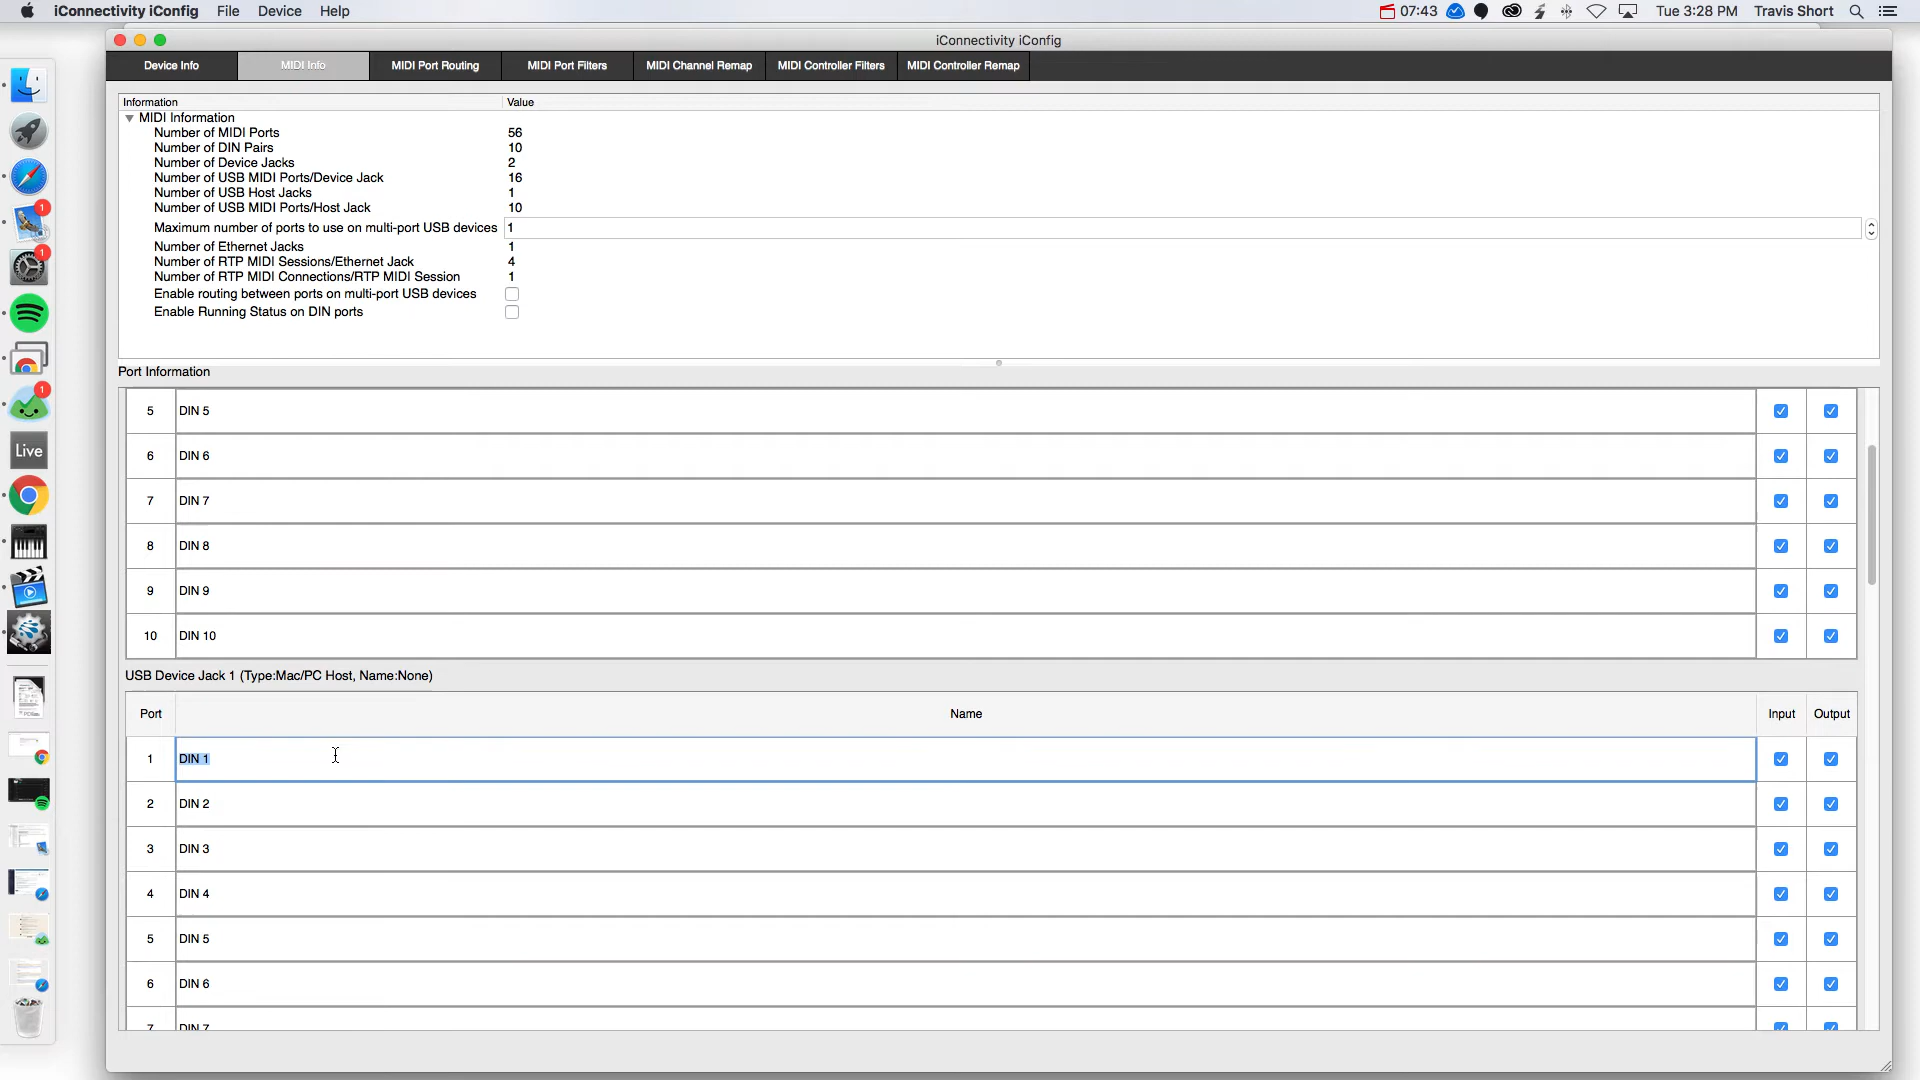 iConnectivity iConfig File Device Help 07:43 Tue 3:28 PM Travis Short
iConnectivity iConfig
Device Info MIDI Info MIDI Port Routing MIDI Port Filters MIDI Channel Remap MIDI Controller Filters MIDI Controller Remap
Information Value
MIDI Information
Number of MIDI Ports 56
Number of DIN Pairs 10
Number of Device Jacks 2
Number of USB MIDI Ports/Device Jack 16
Number of USB Host Jacks 1
Number of USB MIDI Ports/Host Jack 10
Maximum number of ports to use on multi-port USB devices 1
Number of Ethernet Jacks 1
Number of RTP MIDI Sessions/Ethernet Jack 4
Number of RTP MIDI Connections/RTP MIDI Session 1
Enable routing between ports on multi-port USB devices
Enable Running Status on DIN ports
Port Information
5 DIN 5
6 DIN 6
7 DIN 7
8 DIN 8
9 DIN 9
10 DIN 10
USB Device Jack 1 (Type:Mac/PC Host, Name:None)
Port Name Input Output
1 DIN 1
2 DIN 2
3 DIN 3
4 DIN 4
5 DIN 5
6 DIN 6
7 DIN 7
1
1
1
Live